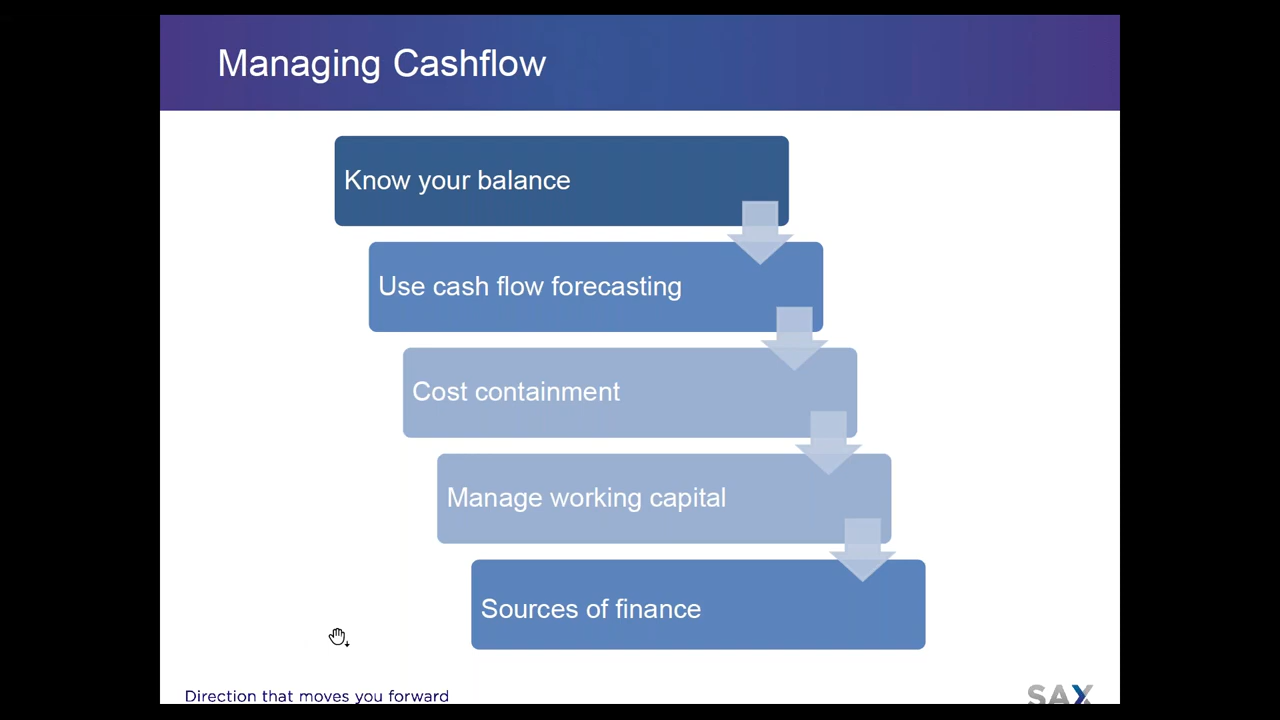 Managing Cashflow
Know your balance
Use cash flow forecasting
Cost containment
Manage working capital
Sources of finance
Direction that moves you forward
SAX